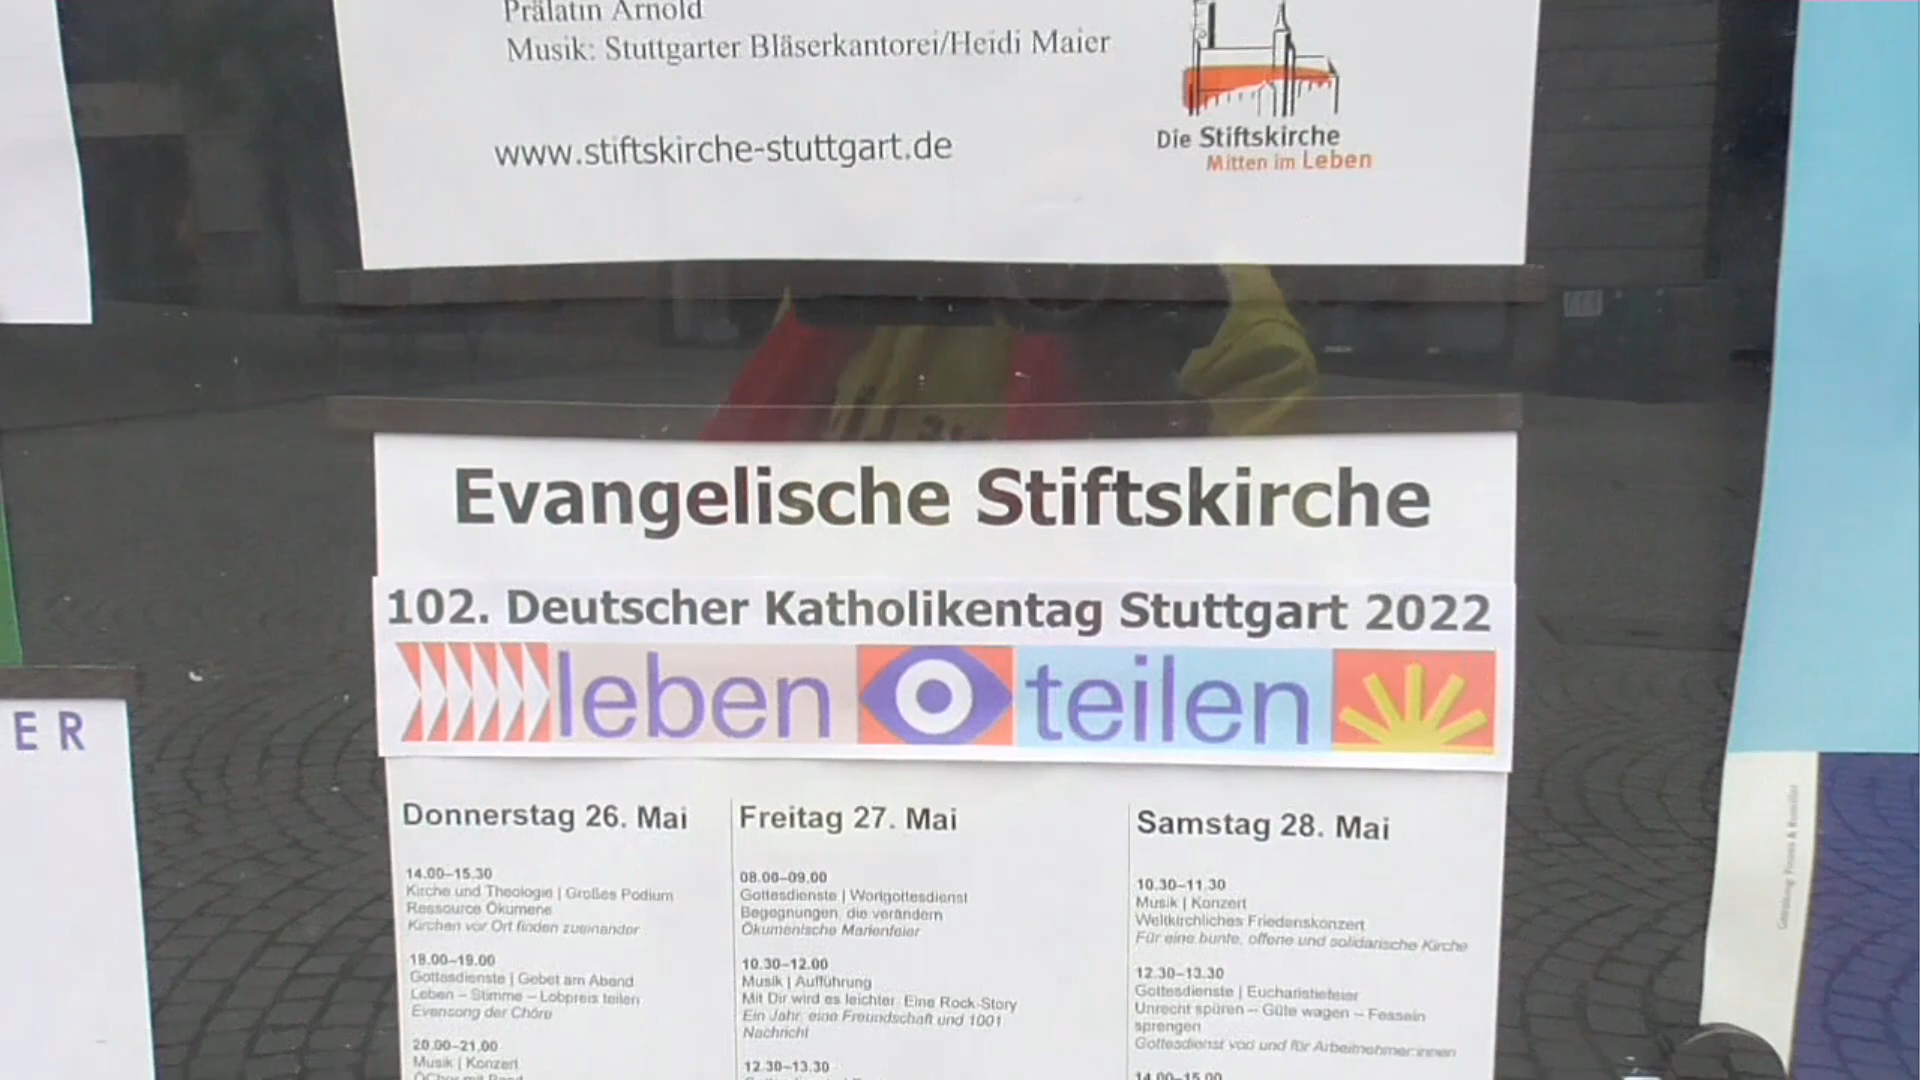 Prälatin Arnold
Musik: Stuttgarter Bläserkantorei/Heidi Maier
www.stiftskirche-stuttgart.de
Die Stiftskirche
Mitten im Leben
Evangelische Stiftskirche
102. Deutscher Katholikentag Stuttgart 2022
leben teilen
E R
Donnerstag 26. Mai
14.00–15.30
Kirche und Theologie | Großes Podium
Ressource Ökumene
Kirchen vor Ort finden zueinander
18.00–19.00
Gottesdienste | Gebet am Abend
Leben – Stimme – Lobpreis teilen
Evensong der Chöre
20.00–21.00
Musik | Konzert
Freitag 27. Mai
08.00–09.00
Gottesdienste | Wortgottesdienst
Begegnungen, die verändern
Ökumenische Marienfeier
10.30–12.00
Musik | Aufführung
Mit Dir wird es leichter. Eine Rock-Story
Ein Jahr, eine Freundschaft und 1001
Nachricht
12.30–13.30
Samstag 28. Mai
10.30–11.30
Musik | Konzert
Weltkirchliches Friedenskonzert
Für eine bunte, offene und solidarische Kirche
12.30–13.30
Gottesdienste | Eucharistiefeier
Unrecht spüren – Güte wagen – Fesseln
sprengen
Gottesdienst von und für Arbeitnehmer:innen
14.00–15.00